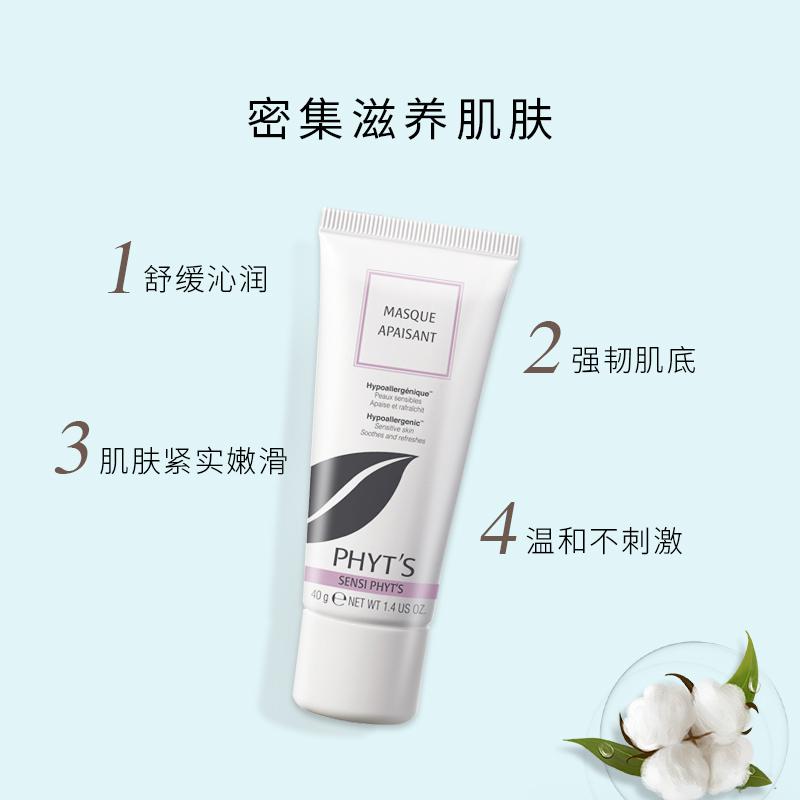 密集滋养肌肤
1 舒缓沁润
MASQUE
APAISANT
2 强韧肌底
Hypoallergénique™
Peaux sensibles
Apaise et rafraîchit
Hypoallergenic™
Sensitive skin
Soothes and refreshes
3 肌肤紧实嫩滑
4 温和不刺激
PHYT'S
SENSI PHYT'S
40 g ℮ NET WT 1.4 US OZ.